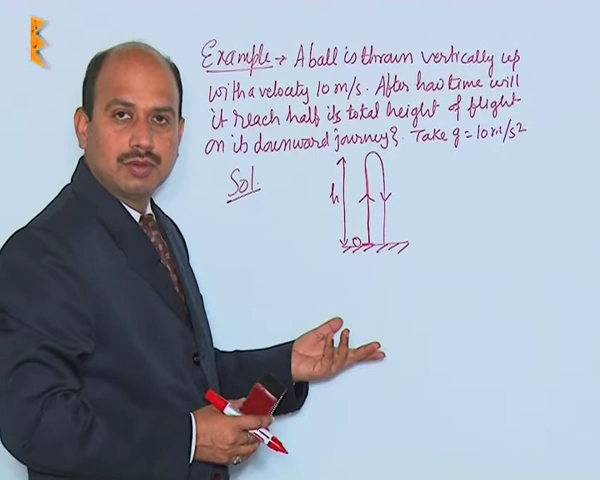 Example → A ball is thrown vertically up
with a velocity 10 m/s. After how time will
it reach half its total height of flight
on its downward journey?. Take g = 10 m/s2
Sol.
h